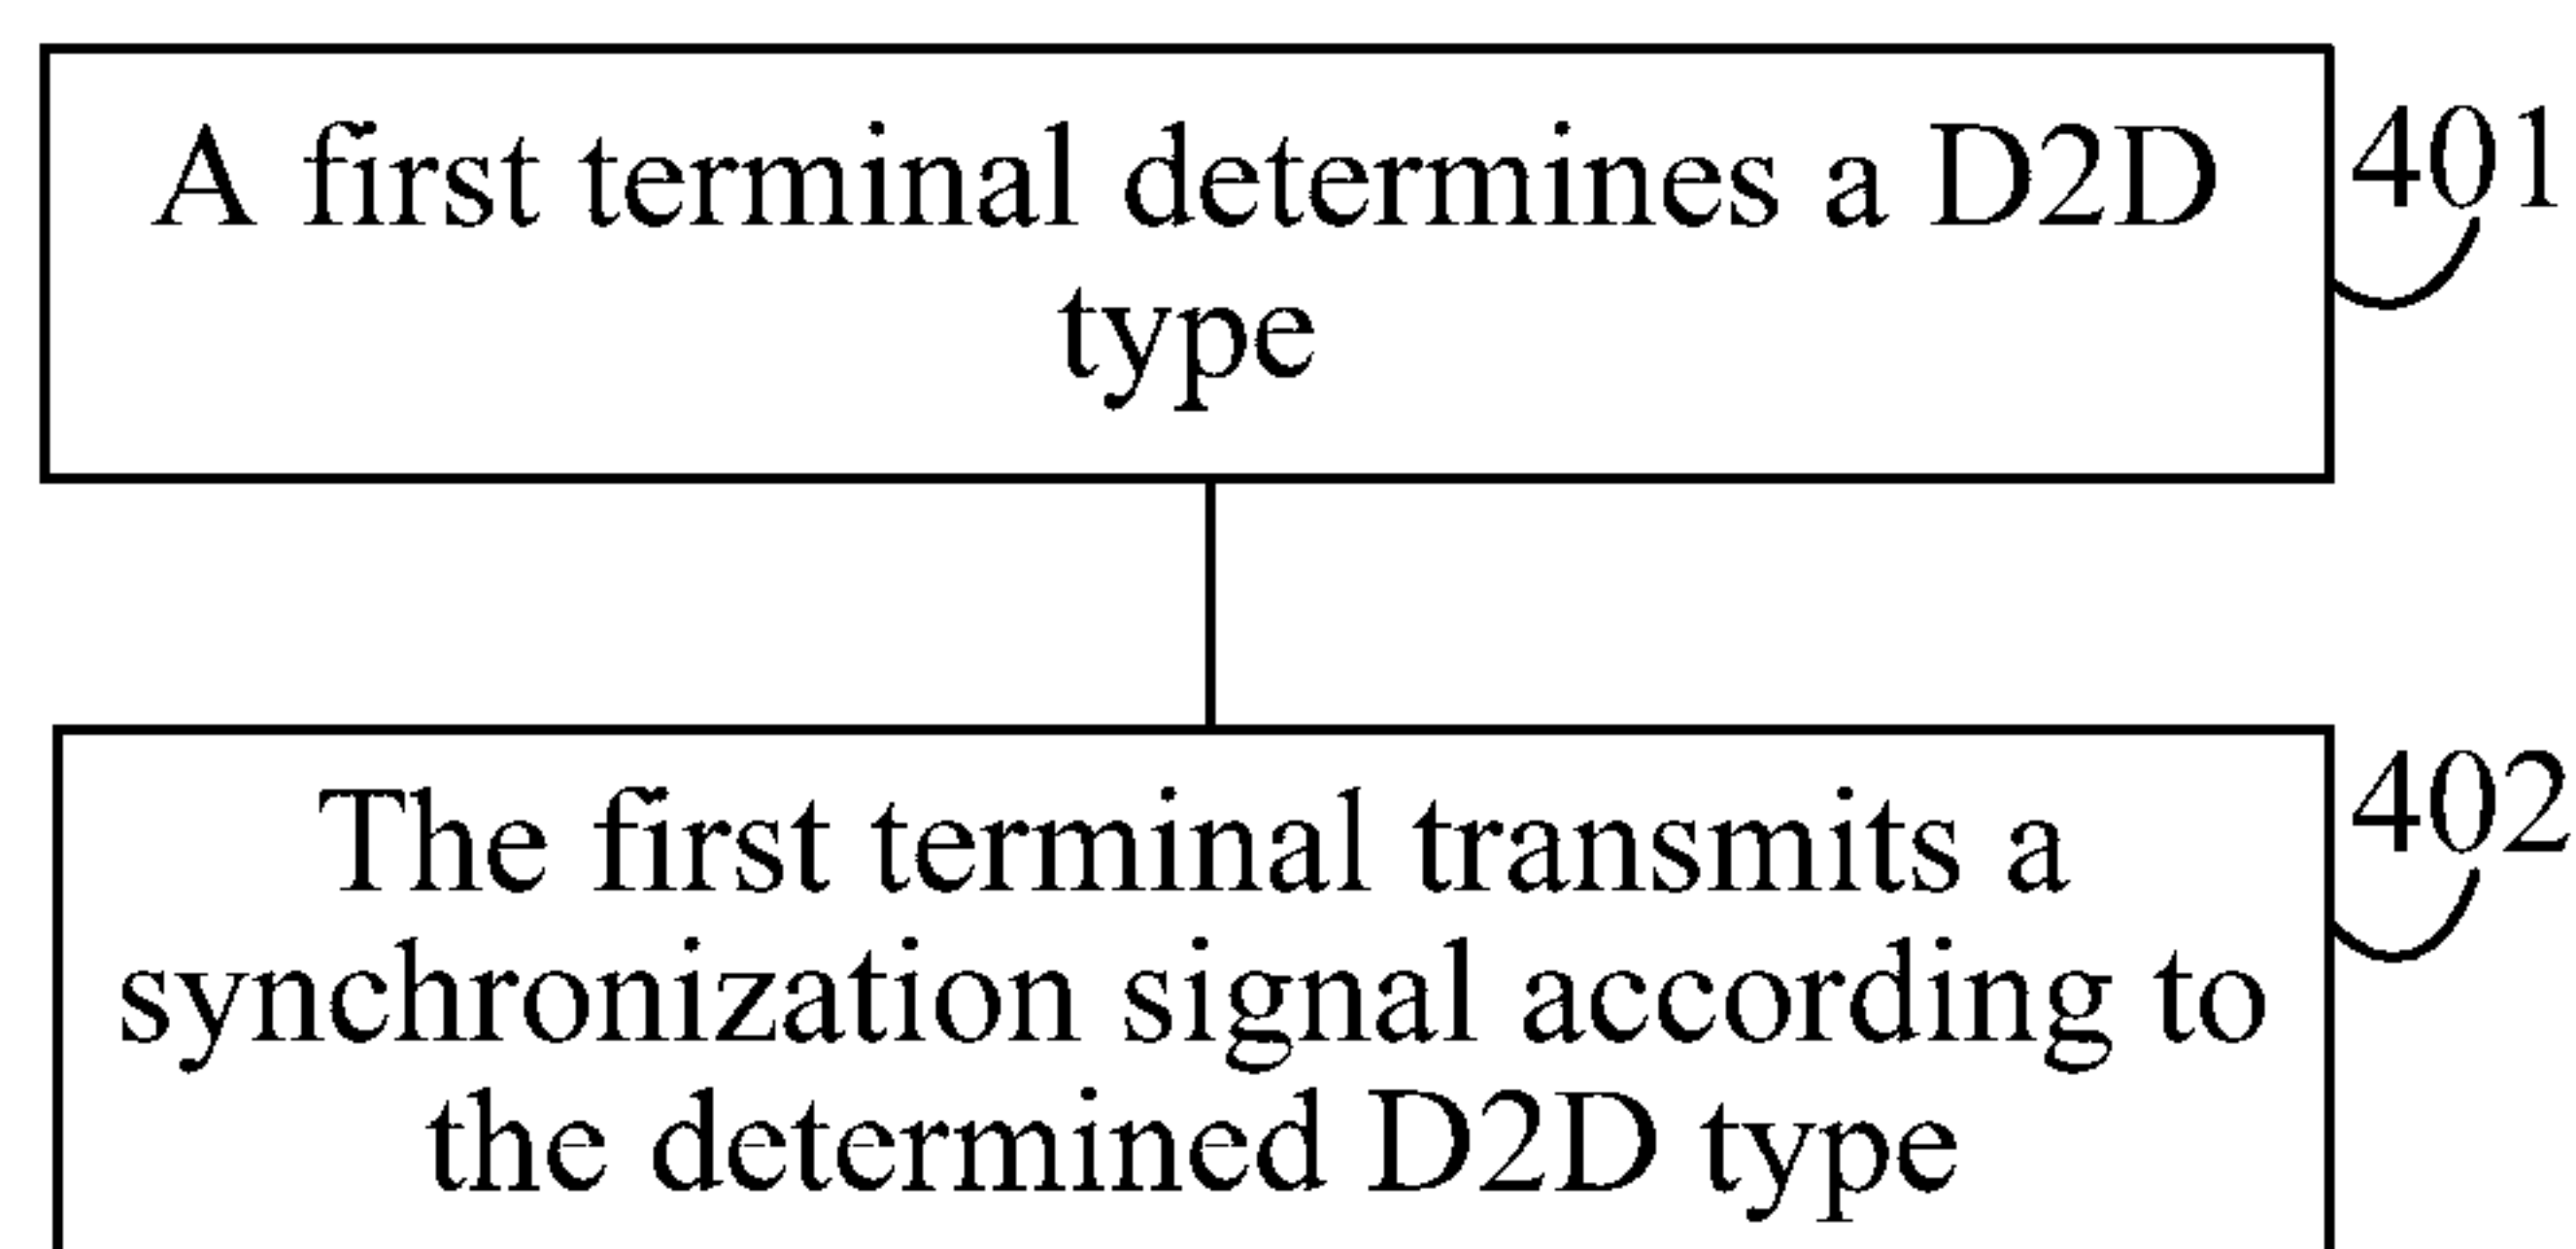 A first terminal determines a D2D
type
401
The first terminal transmits a
synchronization signal according to
the determined D2D type
402